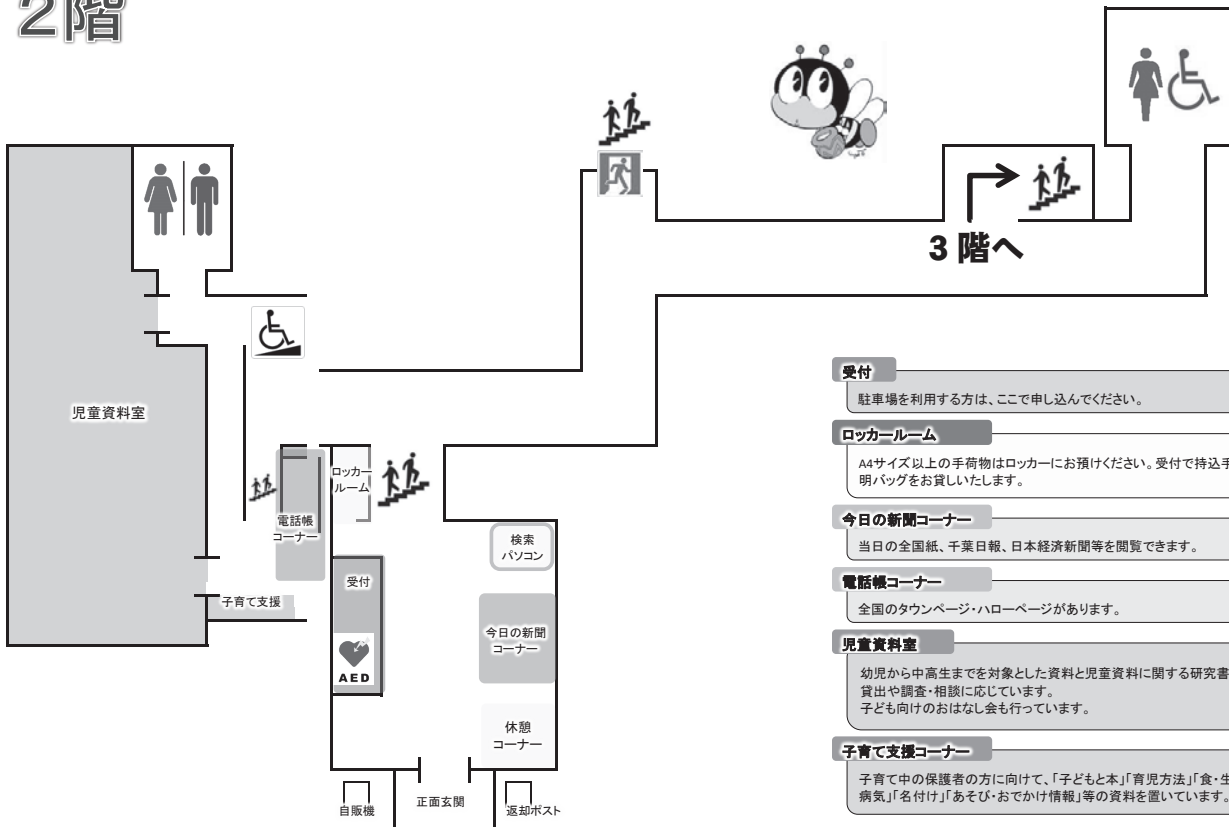 2階
3階へ
児童資料室
ロッカー
ルーム
電話帳
コーナー
子育て支援
受付
AED
検索
パソコン
今日の新聞
コーナー
休憩
コーナー
自販機
正面玄関
返却ポスト
受付
駐車場を利用する方は、ここで申し込んでください。
ロッカールーム
A4サイズ以上の手荷物はロッカーにお預けください。受付で持込手
明バッグをお貸しいたします。
今日の新聞コーナー
当日の全国紙、千葉日報、日本経済新聞等を閲覧できます。
電話帳コーナー
全国のタウンページ・ハローページがあります。
児童資料室
幼児から中高生までを対象とした資料と児童資料に関する研究書
貸出や調査・相談に応じています。
子ども向けのおはなし会も行っています。
子育て支援コーナー
子育て中の保護者の方に向けて、「子どもと本」「育児方法」「食・生
病気」「名付け」「あそび・おでかけ情報」等の資料を置いています。